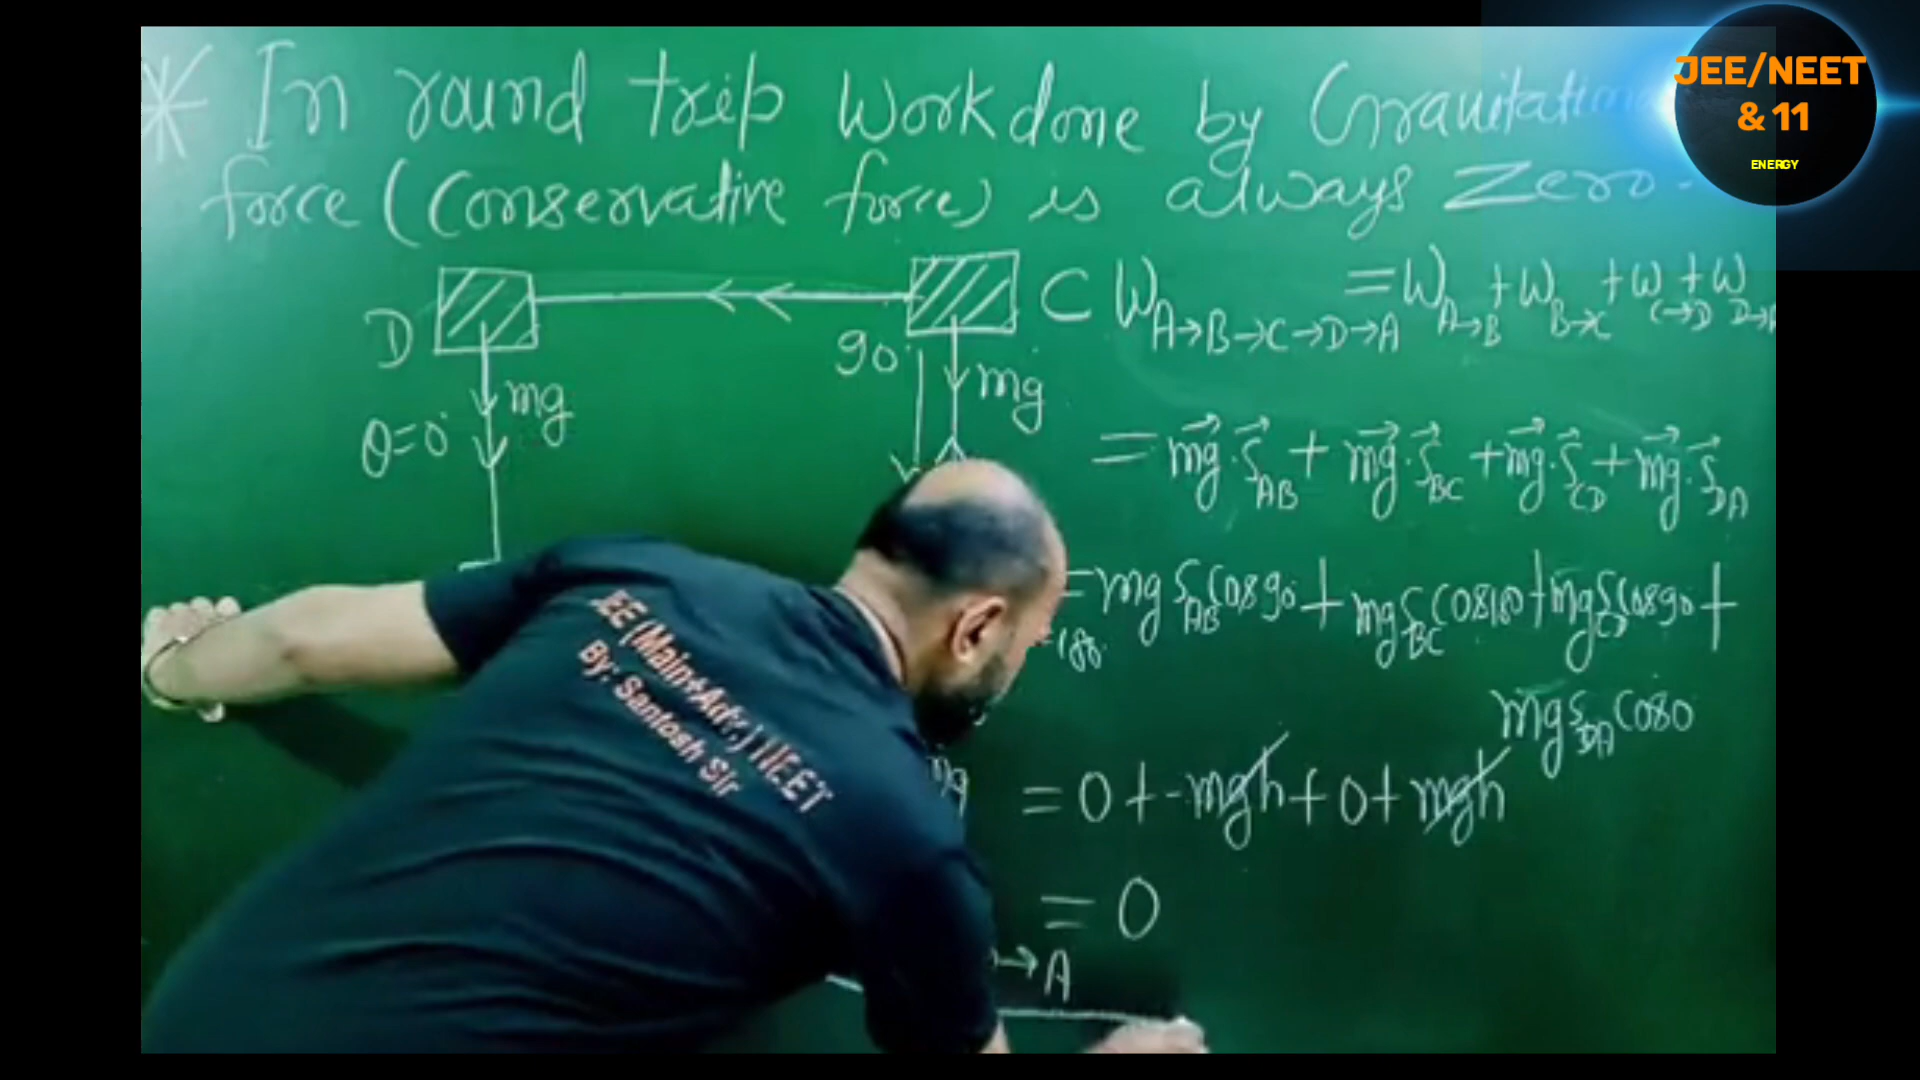 * In round trip Work done by Gravitation
force (Conservative force) is always Zero.
D
C
90°
mg
mg
θ=0°
W A→B→C→D→A = W A→B + W B→C + W C→D + W D→A
= mg⃗.S⃗ AB + mg⃗.S⃗ BC + mg⃗.S⃗ CD + mg⃗.S⃗ DA
= mg S AB Cos90 + mg S BC Cos180 + mg S CD Cos90 +
mg S DA Cos0
180°
mg
= 0 + -mgh + 0 + mgh
= 0
→A
JEE (Main+Adv.) NEET
By: Santosh Sir
JEE/NEET
& 11
ENERGY